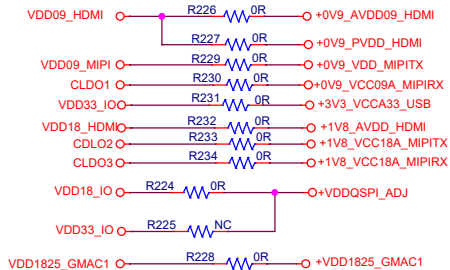 VDD09_HDMI R226 0R +0V9_AVDD09_HDMI
R227 0R +0V9_PVDD_HDMI
VDD09_MIPI R229 0R +0V9_VDD_MIPITX
CLDO1 R230 0R +0V9_VCC09A_MIPIRX
VDD33_IO R231 0R +3V3_VCCA33_USB
VDD18_HDMI R232 0R +1V8_AVDD_HDMI
CDLO2 R233 0R +1V8_VCC18A_MIPITX
CLDO3 R234 0R +1V8_VCC18A_MIPIRX
VDD18_IO R224 0R +VDDQSPI_ADJ
VDD33_IO R225 NC
VDD1825_GMAC1 R228 0R +VDD1825_GMAC1